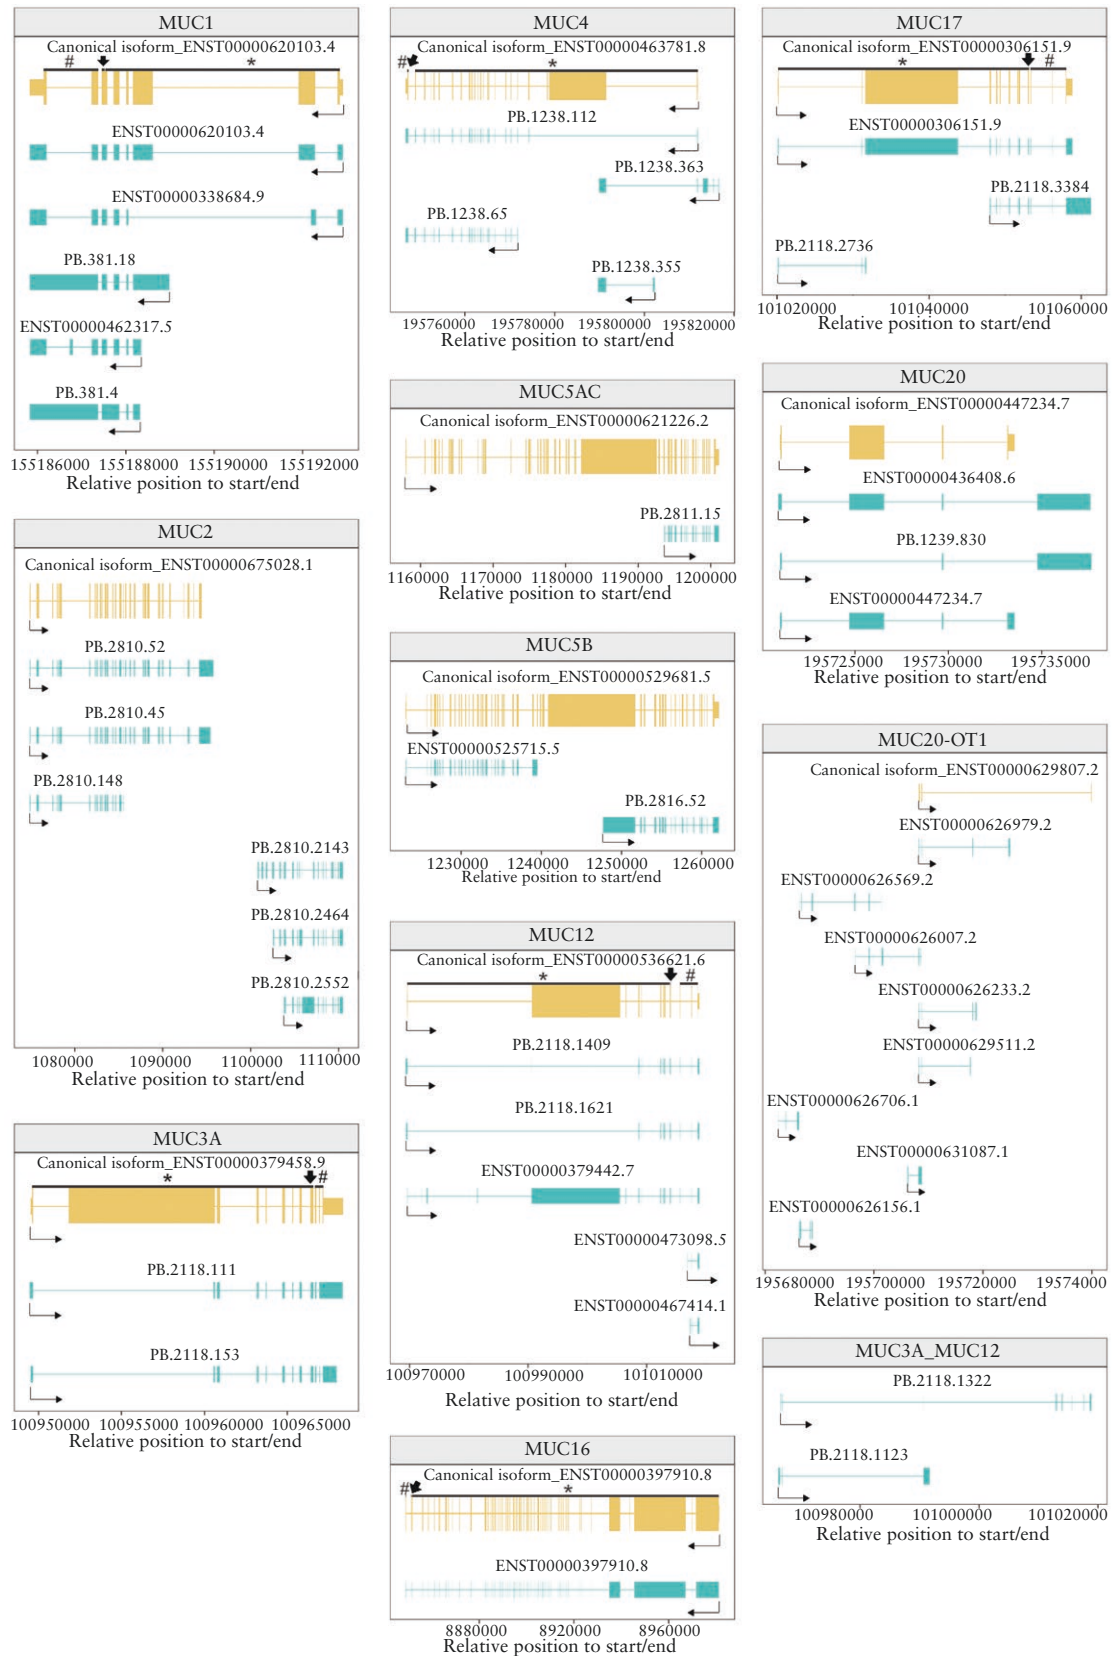 MUC1
Canonical isoform_ENST00000620103.4
#
*
ENST00000620103.4
ENST00000338684.9
PB.381.18
ENST00000462317.5
PB.381.4
155186000 155188000 155190000 155192000
Relative position to start/end
MUC2
Canonical isoform_ENST00000675028.1
PB.2810.52
PB.2810.45
PB.2810.148
PB.2810.2143
PB.2810.2464
PB.2810.2552
1080000 1090000 1100000 1110000
Relative position to start/end
MUC3A
Canonical isoform_ENST00000379458.9
*
#
PB.2118.111
PB.2118.153
100950000 100955000 100960000 100965000
Relative position to start/end
MUC4
Canonical isoform_ENST00000463781.8
#
*
PB.1238.112
PB.1238.363
PB.1238.65
PB.1238.355
195760000 195780000 195800000 195820000
Relative position to start/end
MUC5AC
Canonical isoform_ENST00000621226.2
PB.2811.15
1160000 1170000 1180000 1190000 1200000
Relative position to start/end
MUC5B
Canonical isoform_ENST00000529681.5
ENST00000525715.5
PB.2816.52
1230000 1240000 1250000 1260000
Relative position to start/end
MUC12
Canonical isoform_ENST00000536621.6
*
#
PB.2118.1409
PB.2118.1621
ENST00000379442.7
ENST00000473098.5
ENST00000467414.1
100970000 100990000 101010000
Relative position to start/end
MUC16
Canonical isoform_ENST00000397910.8
#
*
ENST00000397910.8
8880000 8920000 8960000
Relative position to start/end
MUC17
Canonical isoform_ENST00000306151.9
*
#
ENST00000306151.9
PB.2118.3384
PB.2118.2736
101020000 101040000 101060000
Relative position to start/end
MUC20
Canonical isoform_ENST00000447234.7
ENST00000436408.6
PB.1239.830
ENST00000447234.7
195725000 195730000 195735000
Relative position to start/end
MUC20-OT1
Canonical isoform_ENST00000629807.2
ENST00000626979.2
ENST00000626569.2
ENST00000626007.2
ENST00000626233.2
ENST00000629511.2
ENST00000626706.1
ENST00000631087.1
ENST00000626156.1
195680000 19570000 195720000 19574000
Relative position to start/end
MUC3A_MUC12
PB.2118.1322
PB.2118.1123
100980000 101000000 101020000
Relative position to start/end